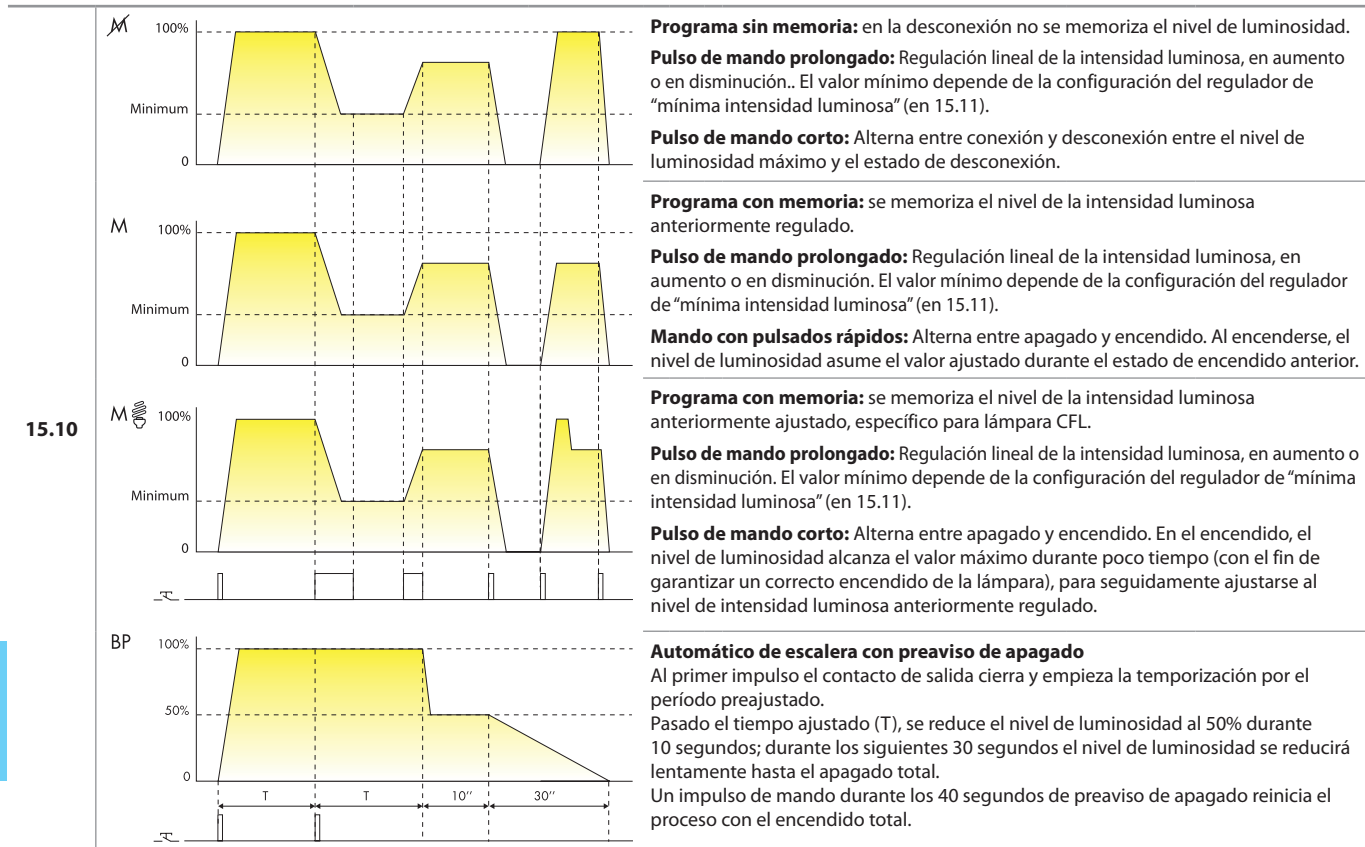 15.10
M
100%
Minimum
0
Programa sin memoria: en la desconexión no se memoriza el nivel de luminosidad.
Pulso de mando prolongado: Regulación lineal de la intensidad luminosa, en aumento
o en disminución.. El valor mínimo depende de la configuración del regulador de
“mínima intensidad luminosa” (en 15.11).
Pulso de mando corto: Alterna entre conexión y desconexión entre el nivel de
luminosidad máximo y el estado de desconexión.
M
100%
Minimum
0
Programa con memoria: se memoriza el nivel de la intensidad luminosa
anteriormente regulado.
Pulso de mando prolongado: Regulación lineal de la intensidad luminosa, en
aumento o en disminución. El valor mínimo depende de la configuración del regulador
de “mínima intensidad luminosa” (en 15.11).
Mando con pulsados rápidos: Alterna entre apagado y encendido. Al encenderse, el
nivel de luminosidad asume el valor ajustado durante el estado de encendido anterior.
M
100%
Minimum
0
Programa con memoria: se memoriza el nivel de la intensidad luminosa
anteriormente ajustado, específico para lámpara CFL.
Pulso de mando prolongado: Regulación lineal de la intensidad luminosa, en aumento o
en disminución. El valor mínimo depende de la configuración del regulador de “mínima
intensidad luminosa” (en 15.11).
Pulso de mando corto: Alterna entre apagado y encendido. En el encendido, el
nivel de luminosidad alcanza el valor máximo durante poco tiempo (con el fin de
garantizar un correcto encendido de la lámpara), para seguidamente ajustarse al
nivel de intensidad luminosa anteriormente regulado.
BP
100%
50%
0
T T 10’’ 30’’
Automático de escalera con preaviso de apagado
Al primer impulso el contacto de salida cierra y empieza la temporización por el
período preajustado.
Pasado el tiempo ajustado (T), se reduce el nivel de luminosidad al 50% durante
10 segundos; durante los siguientes 30 segundos el nivel de luminosidad se reducirá
lentamente hasta el apagado total.
Un impulso de mando durante los 40 segundos de preaviso de apagado reinicia el
proceso con el encendido total.